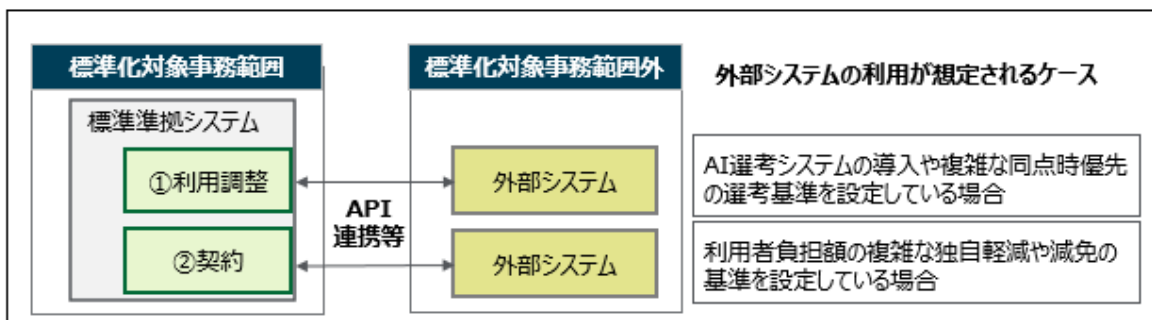 標準化対象事務範囲
標準化対象事務範囲外
外部システムの利用が想定されるケース
標準準拠システム
①利用調整
外部システム
AI選考システムの導入や複雑な同点時優先
の選考基準を設定している場合
API
連携等
②契約
外部システム
利用者負担額の複雑な独自軽減や減免の
基準を設定している場合